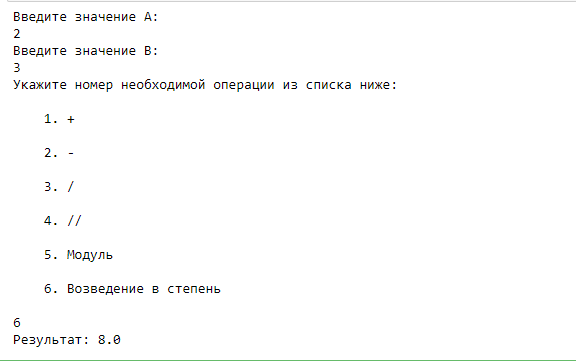 Введите значение A:
2
Введите значение B:
3
Укажите номер необходимой операции из списка ниже:
1. +
2. -
3. /
4. //
5. Модуль
6. Возведение в степень
6
Результат: 8.0